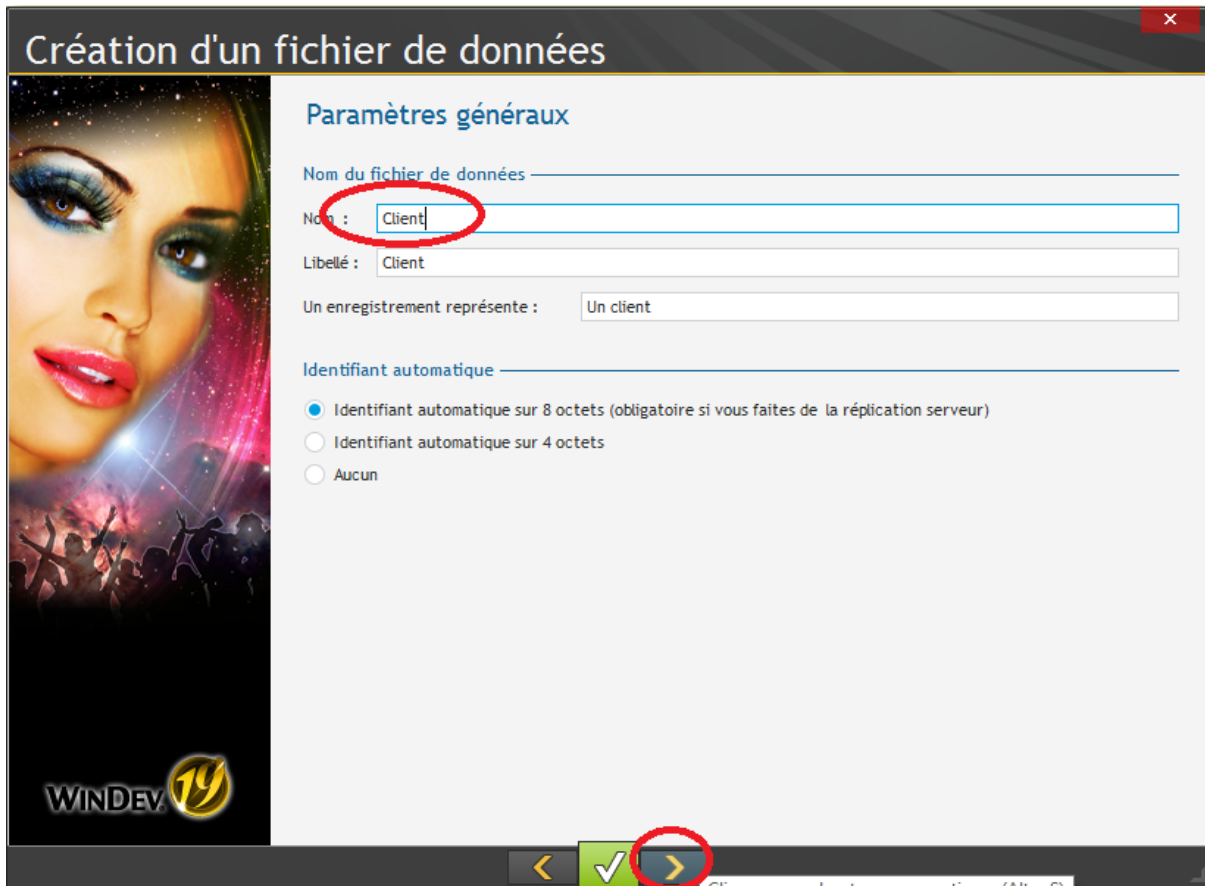 Création d'un fichier de données
Paramètres généraux
Nom du fichier de données
Nom : Client
Libellé : Client
Un enregistrement représente : Un client
Identifiant automatique
Identifiant automatique sur 8 octets (obligatoire si vous faites de la réplication serveur)
Identifiant automatique sur 4 octets
Aucun
WINDEV. 19